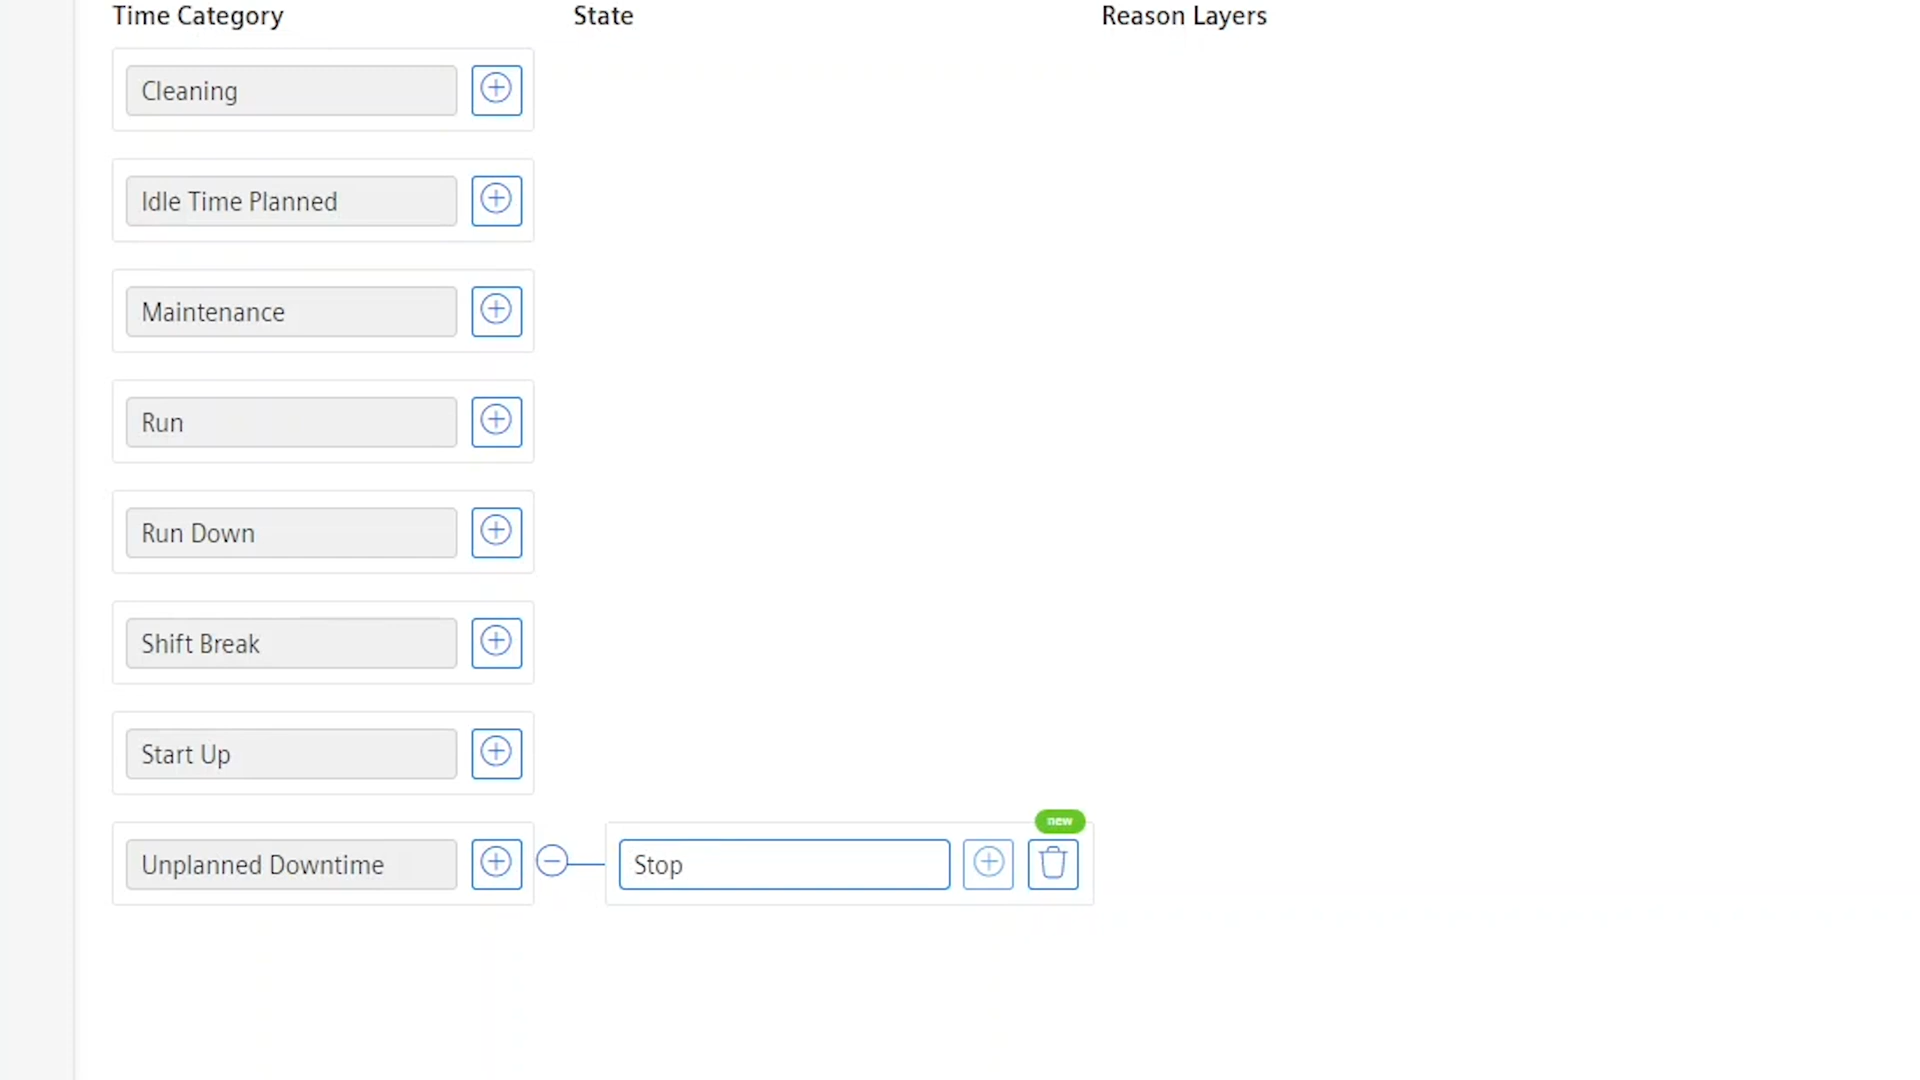 Time Category State Reason Layers
Cleaning
Idle Time Planned
Maintenance
Run
Run Down
Shift Break
Start Up
new
Unplanned Downtime Stop